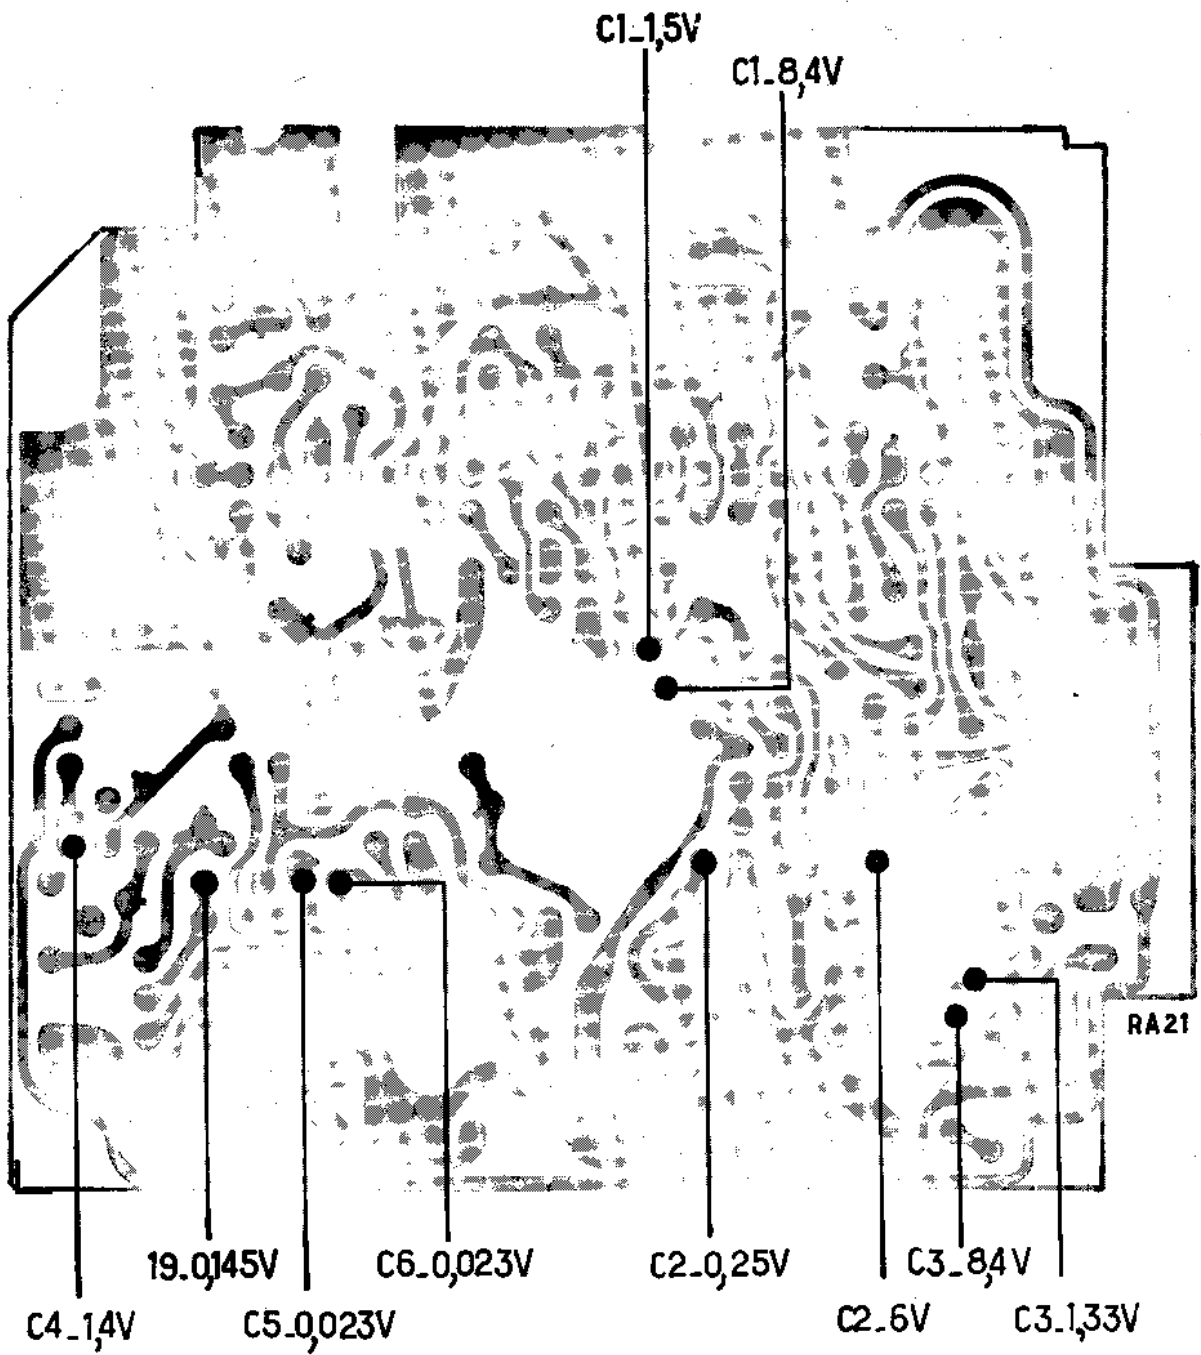 C1_1,5V
C1_8,4V
RA21
19_0,145V
C6_0,023V
C2_0,25V
C3_8,4V
C4_1,4V
C5_0,023V
C2_6V
C3_1,33V